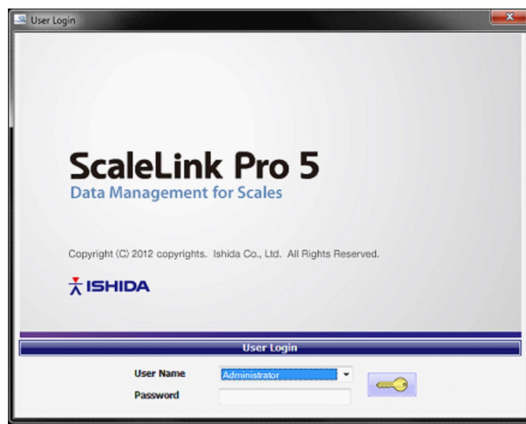 User Login
ScaleLink Pro 5
Data Management for Scales
Copyright (C) 2012 copyrights. Ishida Co., Ltd. All Rights Reserved.
ISHIDA
User Login
User Name Administrator
Password